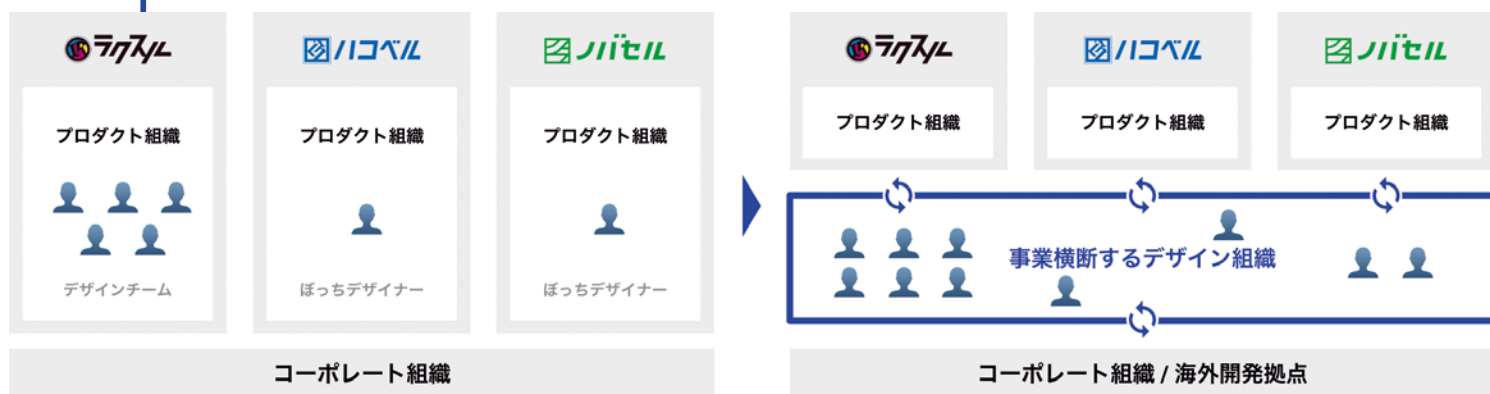 ラクスル
ハコベル
ノバセル
プロダクト組織
プロダクト組織
プロダクト組織
デザインチーム
ぼっちデザイナー
ぼっちデザイナー
コーポレート組織
ラクスル
ハコベル
ノバセル
プロダクト組織
プロダクト組織
プロダクト組織
事業横断するデザイン組織
コーポレート組織 / 海外開発拠点